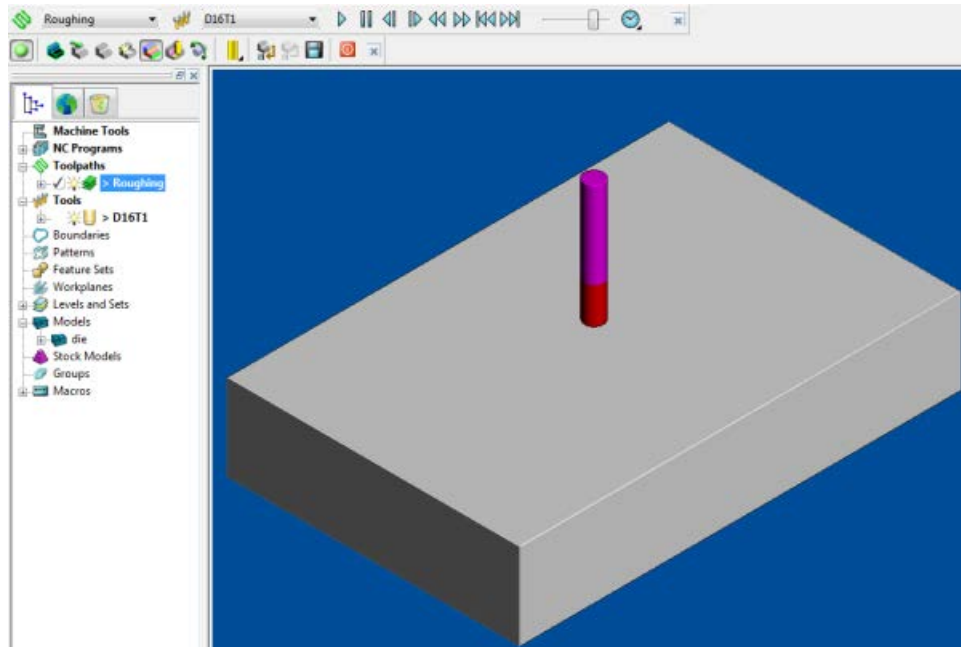 Roughing D16T1
Machine Tools
NC Programs
Toolpaths
> Roughing
Tools
> D16T1
Boundaries
Patterns
Feature Sets
Workplanes
Levels and Sets
Models
die
Stock Models
Groups
Macros